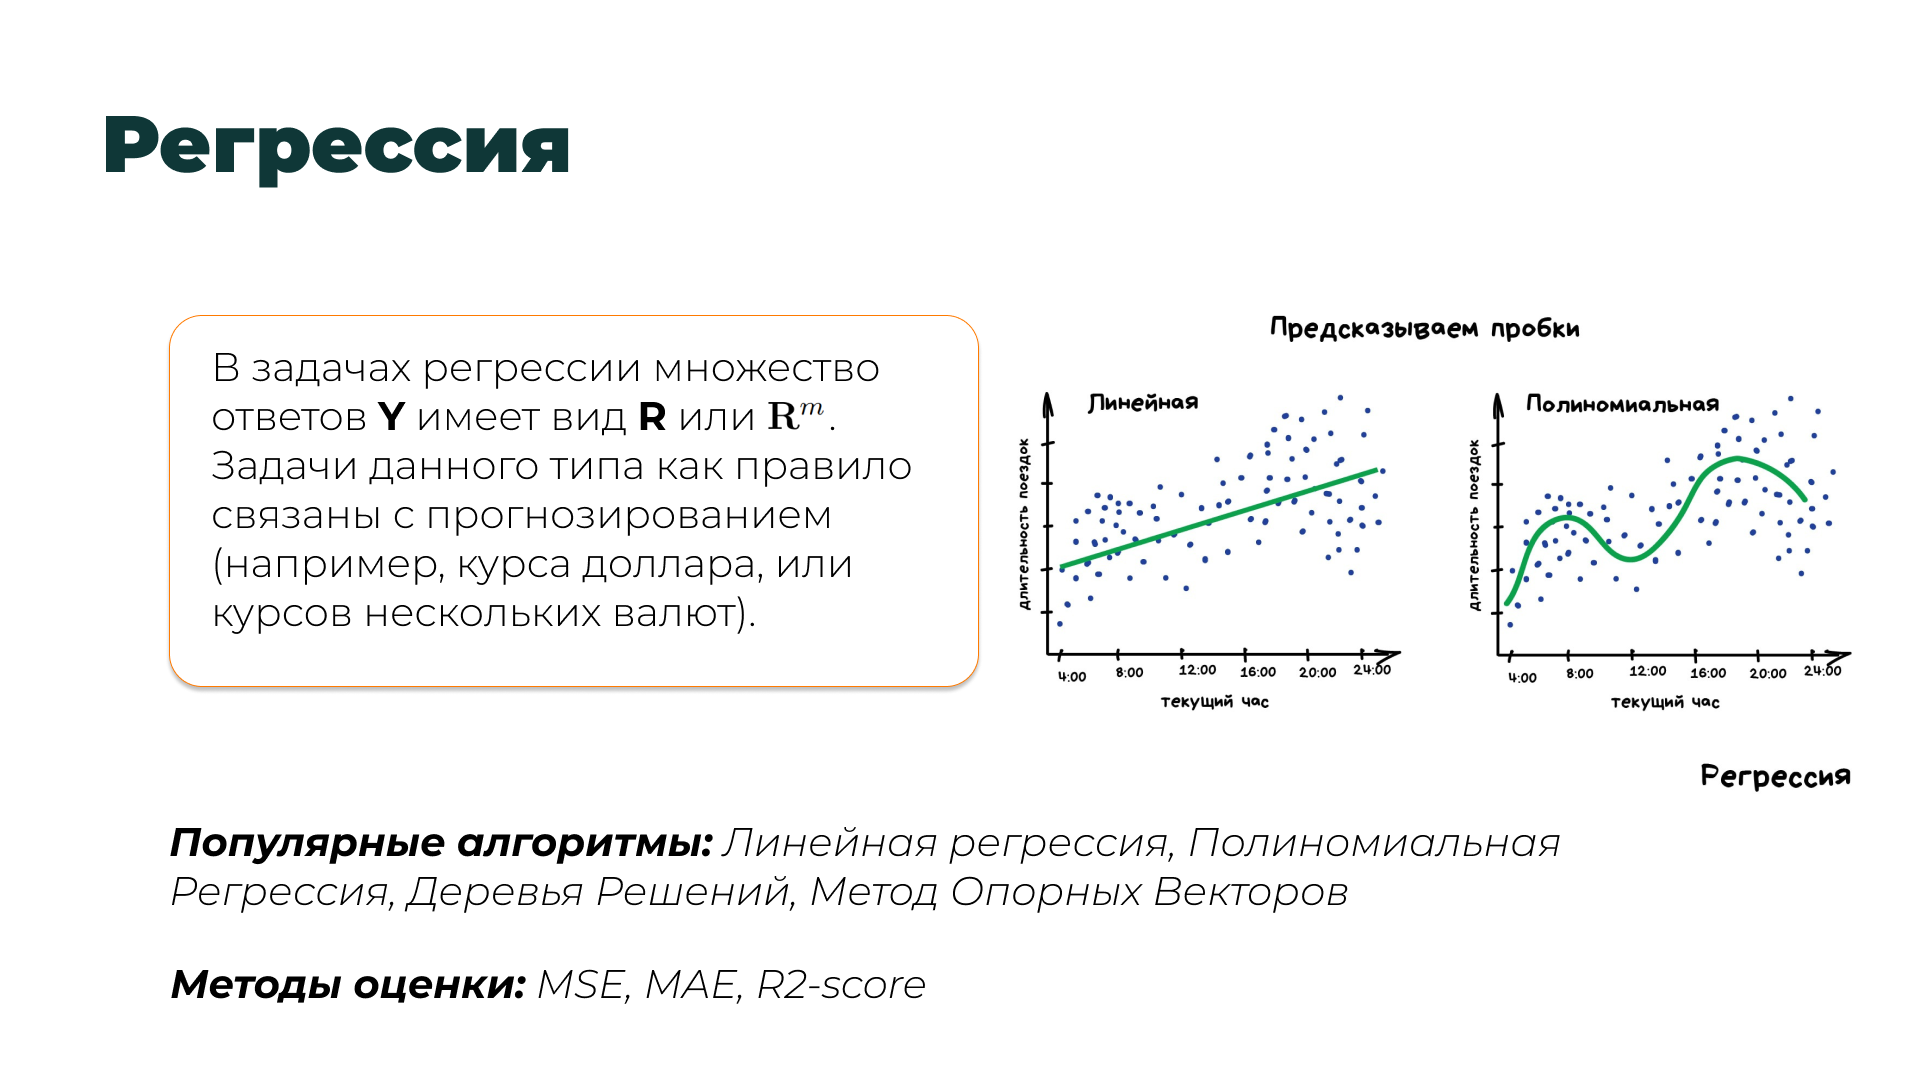 Регрессия
В задачах регрессии множество
ответов Y имеет вид R или R^m.
Задачи данного типа как правило
связаны с прогнозированием
(например, курса доллара, или
курсов нескольких валют).
Предсказываем пробки
Линейная
длительность поездок
4:00 8:00 12:00 16:00 20:00 24:00
текущий час
Полиномиальная
длительность поездок
4:00 8:00 12:00 16:00 20:00 24:00
текущий час
Регрессия
Популярные алгоритмы: Линейная регрессия, Полиномиальная
Регрессия, Деревья Решений, Метод Опорных Векторов
Методы оценки: MSE, MAE, R2-score